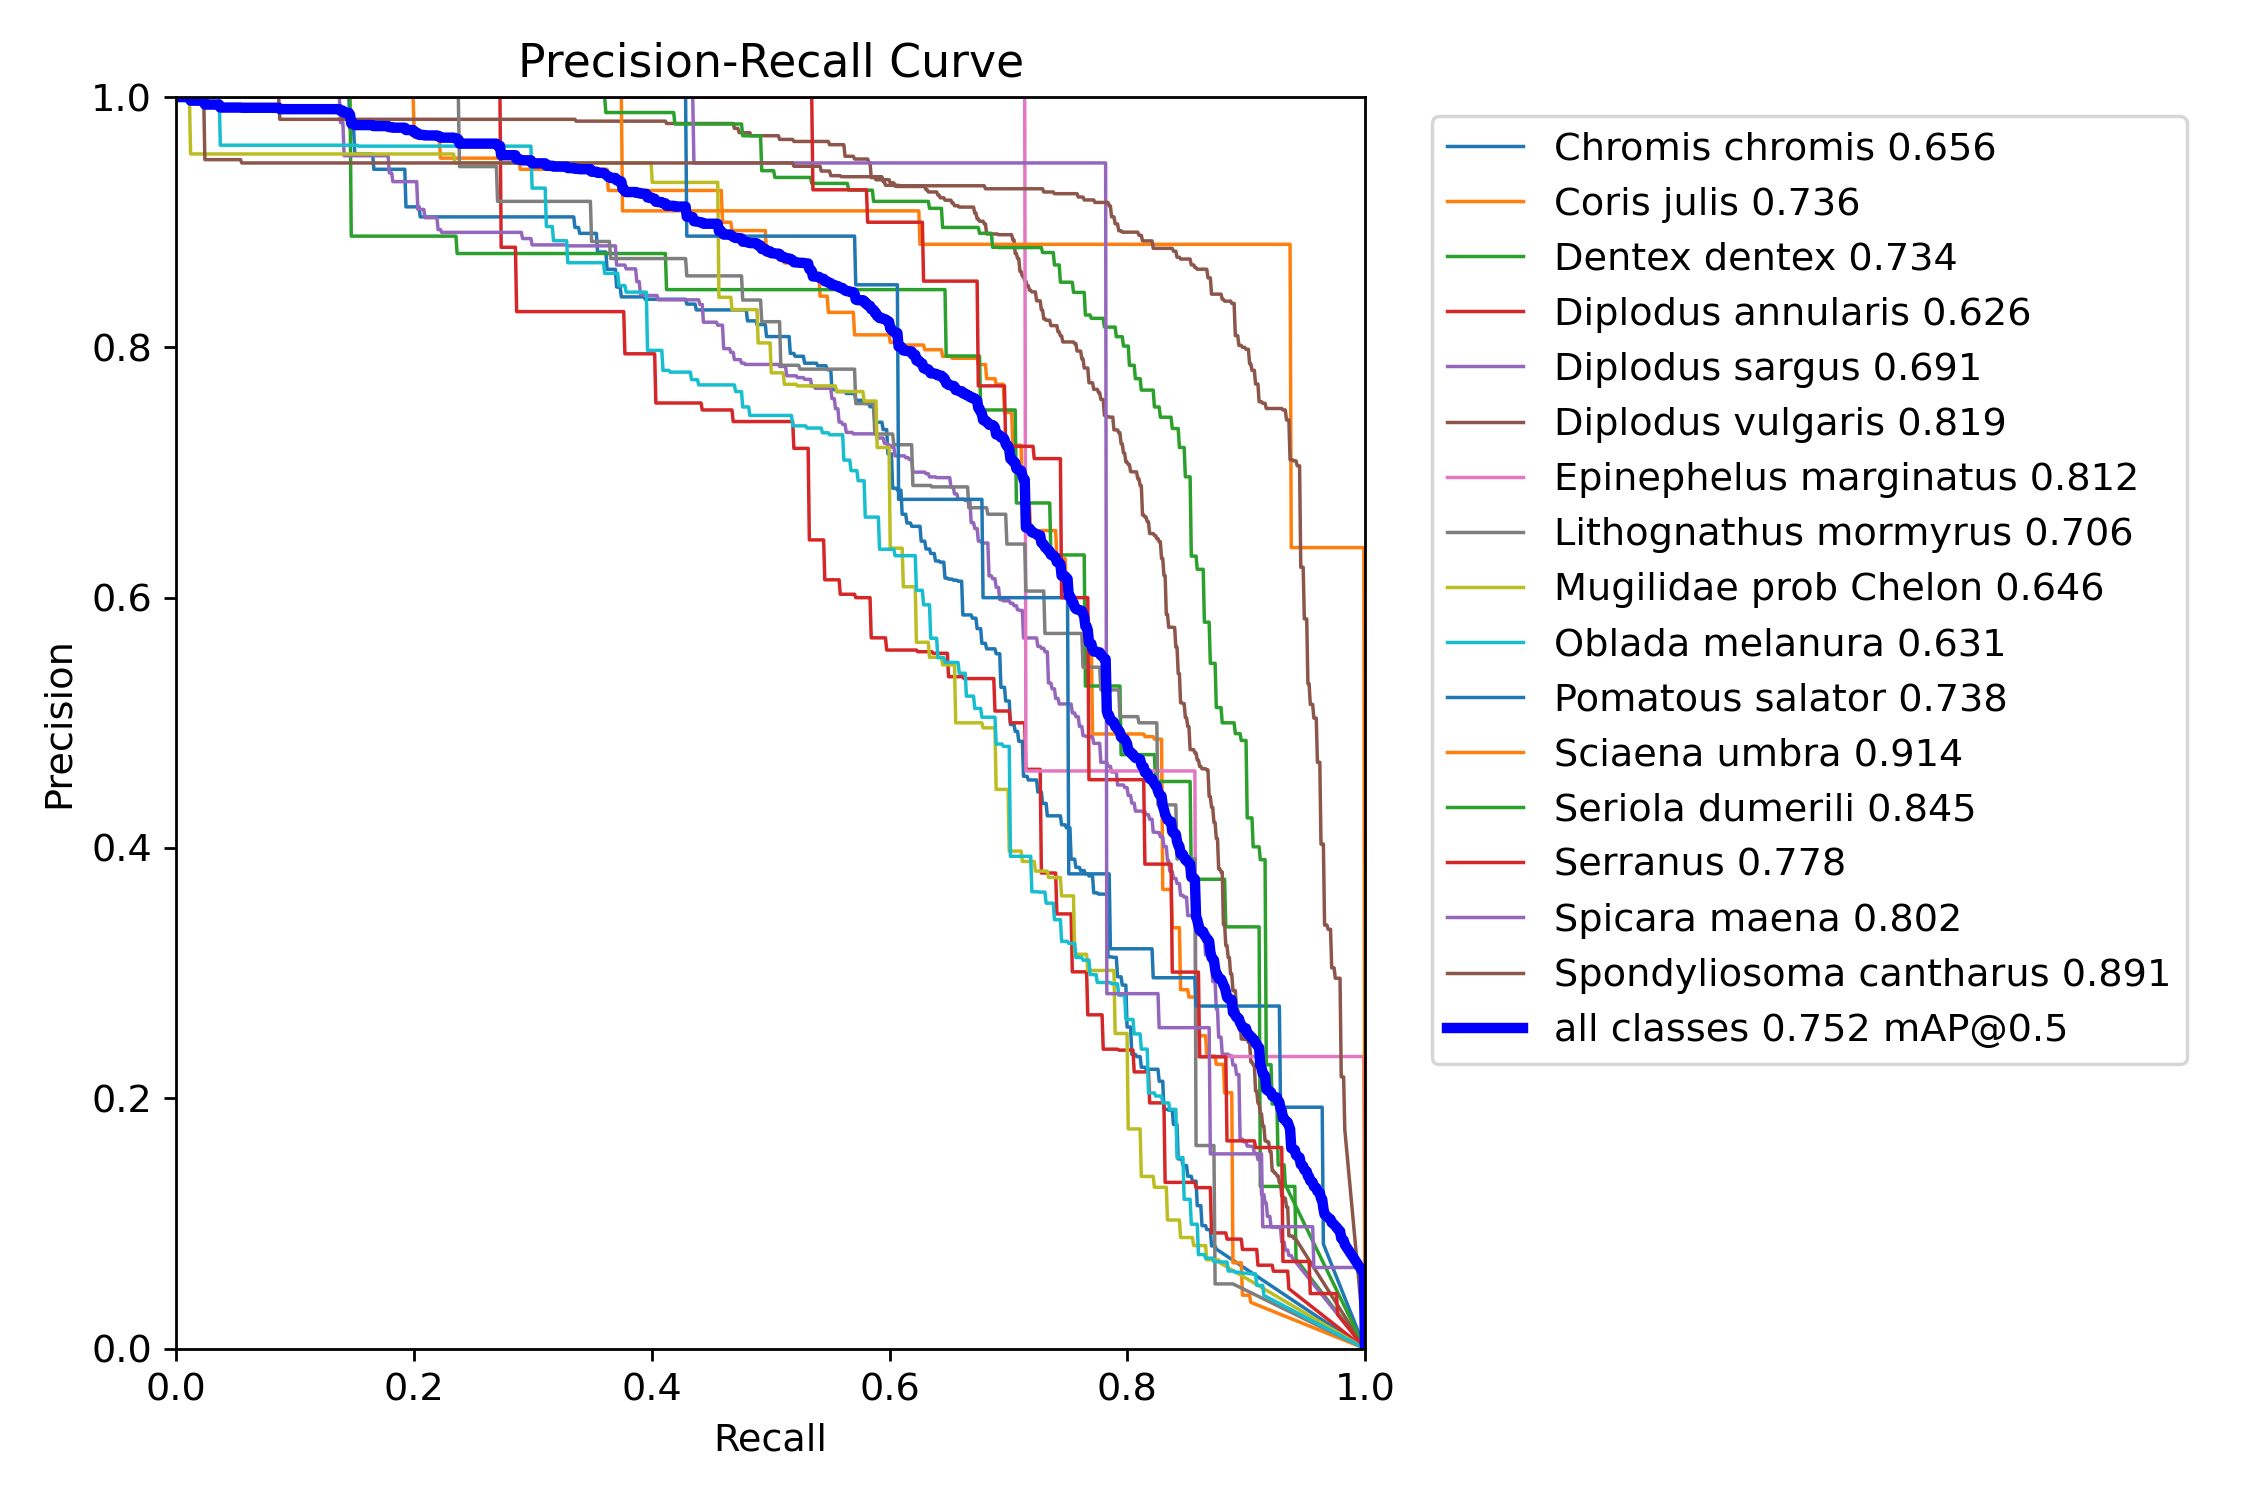 Precision-Recall Curve
1.0
0.8
0.6
0.4
0.2
0.0
Precision
0.0 0.2 0.4 0.6 0.8 1.0
Recall
Chromis chromis 0.656
Coris julis 0.736
Dentex dentex 0.734
Diplodus annularis 0.626
Diplodus sargus 0.691
Diplodus vulgaris 0.819
Epinephelus marginatus 0.812
Lithognathus mormyrus 0.706
Mugilidae prob Chelon 0.646
Oblada melanura 0.631
Pomatous salator 0.738
Sciaena umbra 0.914
Seriola dumerili 0.845
Serranus 0.778
Spicara maena 0.802
Spondyliosoma cantharus 0.891
all classes 0.752 mAP@0.5